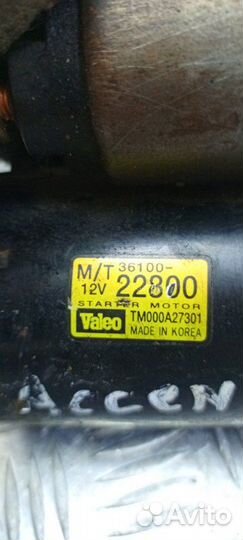 M/T 36100-
12V 22800
STARTER MOTOR
Valeo TM000A27301
MADE IN KOREA
ACCEN
Avito